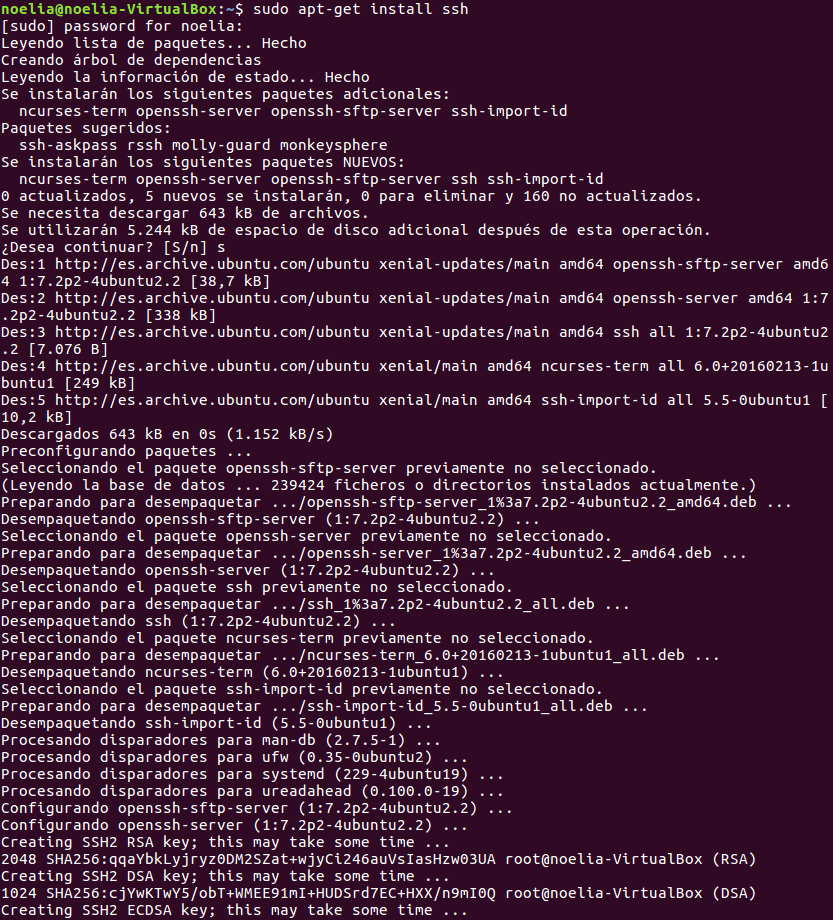 noelia@noelia-VirtualBox:~$ sudo apt-get install ssh
[sudo] password for noelia:
Leyendo lista de paquetes... Hecho
Creando árbol de dependencias
Leyendo la información de estado... Hecho
Se instalarán los siguientes paquetes adicionales:
  ncurses-term openssh-server openssh-sftp-server ssh-import-id
Paquetes sugeridos:
  ssh-askpass rssh molly-guard monkeysphere
Se instalarán los siguientes paquetes NUEVOS:
  ncurses-term openssh-server openssh-sftp-server ssh ssh-import-id
0 actualizados, 5 nuevos se instalarán, 0 para eliminar y 160 no actualizados.
Se necesita descargar 643 kB de archivos.
Se utilizarán 5.244 kB de espacio de disco adicional después de esta operación.
¿Desea continuar? [S/n] s
Des:1 http://es.archive.ubuntu.com/ubuntu xenial-updates/main amd64 openssh-sftp-server amd6
4 1:7.2p2-4ubuntu2.2 [38,7 kB]
Des:2 http://es.archive.ubuntu.com/ubuntu xenial-updates/main amd64 openssh-server amd64 1:7
.2p2-4ubuntu2.2 [338 kB]
Des:3 http://es.archive.ubuntu.com/ubuntu xenial-updates/main amd64 ssh all 1:7.2p2-4ubuntu2
.2 [7.076 B]
Des:4 http://es.archive.ubuntu.com/ubuntu xenial/main amd64 ncurses-term all 6.0+20160213-1u
buntu1 [249 kB]
Des:5 http://es.archive.ubuntu.com/ubuntu xenial/main amd64 ssh-import-id all 5.5-0ubuntu1 [
10,2 kB]
Descargados 643 kB en 0s (1.152 kB/s)
Preconfigurando paquetes ...
Seleccionando el paquete openssh-sftp-server previamente no seleccionado.
(Leyendo la base de datos ... 239424 ficheros o directorios instalados actualmente.)
Preparando para desempaquetar .../openssh-sftp-server_1%3a7.2p2-4ubuntu2.2_amd64.deb ...
Desempaquetando openssh-sftp-server (1:7.2p2-4ubuntu2.2) ...
Seleccionando el paquete openssh-server previamente no seleccionado.
Preparando para desempaquetar .../openssh-server_1%3a7.2p2-4ubuntu2.2_amd64.deb ...
Desempaquetando openssh-server (1:7.2p2-4ubuntu2.2) ...
Seleccionando el paquete ssh previamente no seleccionado.
Preparando para desempaquetar .../ssh_1%3a7.2p2-4ubuntu2.2_all.deb ...
Desempaquetando ssh (1:7.2p2-4ubuntu2.2) ...
Seleccionando el paquete ncurses-term previamente no seleccionado.
Preparando para desempaquetar .../ncurses-term_6.0+20160213-1ubuntu1_all.deb ...
Desempaquetando ncurses-term (6.0+20160213-1ubuntu1) ...
Seleccionando el paquete ssh-import-id previamente no seleccionado.
Preparando para desempaquetar .../ssh-import-id_5.5-0ubuntu1_all.deb ...
Desempaquetando ssh-import-id (5.5-0ubuntu1) ...
Procesando disparadores para man-db (2.7.5-1) ...
Procesando disparadores para ufw (0.35-0ubuntu2) ...
Procesando disparadores para systemd (229-4ubuntu19) ...
Procesando disparadores para ureadahead (0.100.0-19) ...
Configurando openssh-sftp-server (1:7.2p2-4ubuntu2.2) ...
Configurando openssh-server (1:7.2p2-4ubuntu2.2) ...
Creating SSH2 RSA key; this may take some time ...
2048 SHA256:qqaYbkLyjryz0DM2SZat+wjyCi246auVsIasHzw03UA root@noelia-VirtualBox (RSA)
Creating SSH2 DSA key; this may take some time ...
1024 SHA256:cjYwKTwY5/obT+WMEE91mI+HUDSrd7EC+HXX/n9mI0Q root@noelia-VirtualBox (DSA)
Creating SSH2 ECDSA key; this may take some time ...